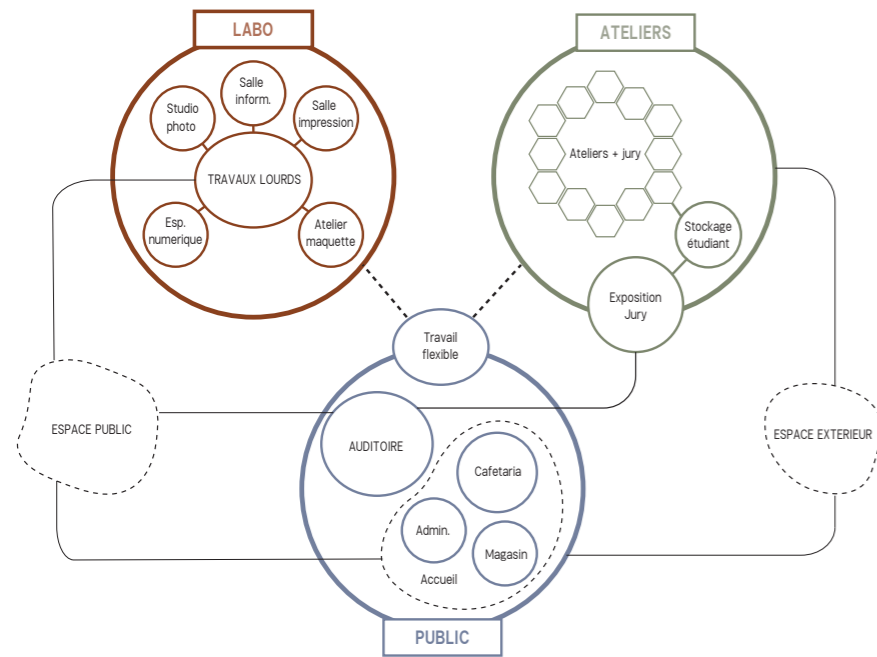 LABO
Salle
inform.
Studio
photo
Salle
impression
TRAVAUX LOURDS
Esp.
numerique
Atelier
maquette
ATELIERS
Ateliers + jury
Stockage
étudiant
Exposition
Jury
Travail
flexible
ESPACE PUBLIC
AUDITOIRE
Cafetaria
Admin.
Magasin
Accueil
ESPACE EXTERIEUR
PUBLIC